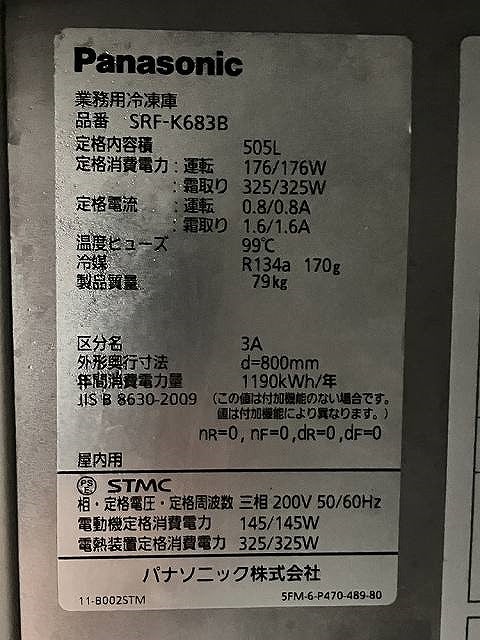 Panasonic
業務用冷凍庫
品番 SRF-K683B
定格内容積 505L
定格消費電力:運転 176/176W
:霜取り 325/325W
定格電流 :運転 0.8/0.8A
:霜取り 1.6/1.6A
温度ヒューズ 99℃
冷媒 R134a 170g
製品質量 79kg
区分名 3A
外形奥行寸法 d=800mm
年間消費電力量 1190kWh/年
JIS B 8630-2009 (この値は付加機能のない場合です。
値は付加機能により異なります。)
nR=0, nF=0,dR=0,dF=0
屋内用
PSE STMC
相・定格電圧・定格周波数 三相 200V 50/60Hz
電動機定格消費電力 145/145W
電熱装置定格消費電力 325/325W
パナソニック株式会社
11-B002STM 5FM-6-P470-489-80